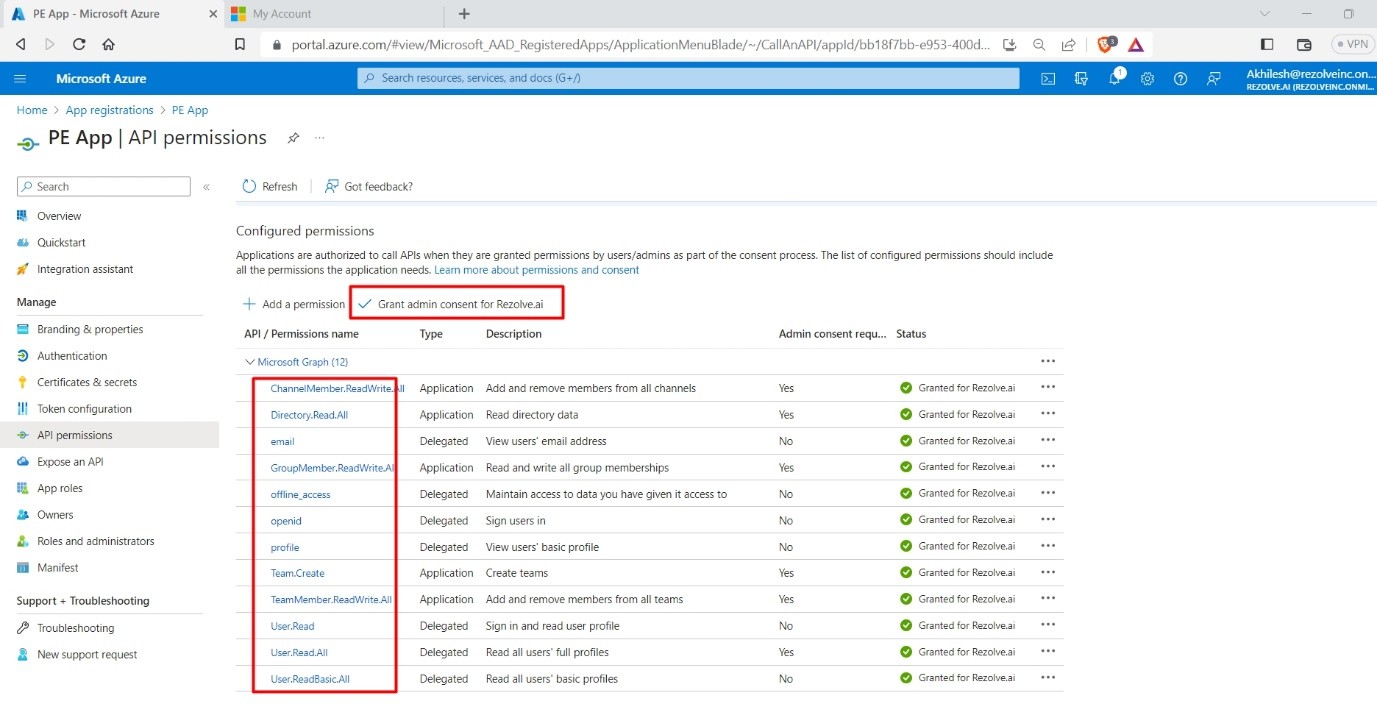 PE App - Microsoft Azure
My Account
portal.azure.com/#view/Microsoft_AAD_RegisteredApps/ApplicationMenuBlade/~/CallAnAPI/appId/bb18f7bb-e953-400d...
3
VPN
Microsoft Azure
Search resources, services, and docs (G+/)
1
Akhilesh@rezolveinc.on...
REZOLVE.AI (REZOLVEINC.ONMI...
Home > App registrations > PE App
PE App | API permissions
Search
Overview
Quickstart
Integration assistant
Manage
Branding & properties
Authentication
Certificates & secrets
Token configuration
API permissions
Expose an API
App roles
Owners
Roles and administrators
Manifest
Support + Troubleshooting
Troubleshooting
New support request
Refresh
Got feedback?
Configured permissions
Applications are authorized to call APIs when they are granted permissions by users/admins as part of the consent process. The list of configured permissions should include
all the permissions the application needs. Learn more about permissions and consent
Add a permission Grant admin consent for Rezolve.ai
API / Permissions name Type Description Admin consent requ... Status
Microsoft Graph (12)
ChannelMember.ReadWrite.All Application Add and remove members from all channels Yes Granted for Rezolve.ai
Directory.Read.All Application Read directory data Yes Granted for Rezolve.ai
email Delegated View users' email address No Granted for Rezolve.ai
GroupMember.ReadWrite.All Application Read and write all group memberships Yes Granted for Rezolve.ai
offline_access Delegated Maintain access to data you have given it access to No Granted for Rezolve.ai
openid Delegated Sign users in No Granted for Rezolve.ai
profile Delegated View users' basic profile No Granted for Rezolve.ai
Team.Create Application Create teams Yes Granted for Rezolve.ai
TeamMember.ReadWrite.All Application Add and remove members from all teams Yes Granted for Rezolve.ai
User.Read Delegated Sign in and read user profile No Granted for Rezolve.ai
User.Read.All Delegated Read all users' full profiles Yes Granted for Rezolve.ai
User.ReadBasic.All Delegated Read all users' basic profiles No Granted for Rezolve.ai